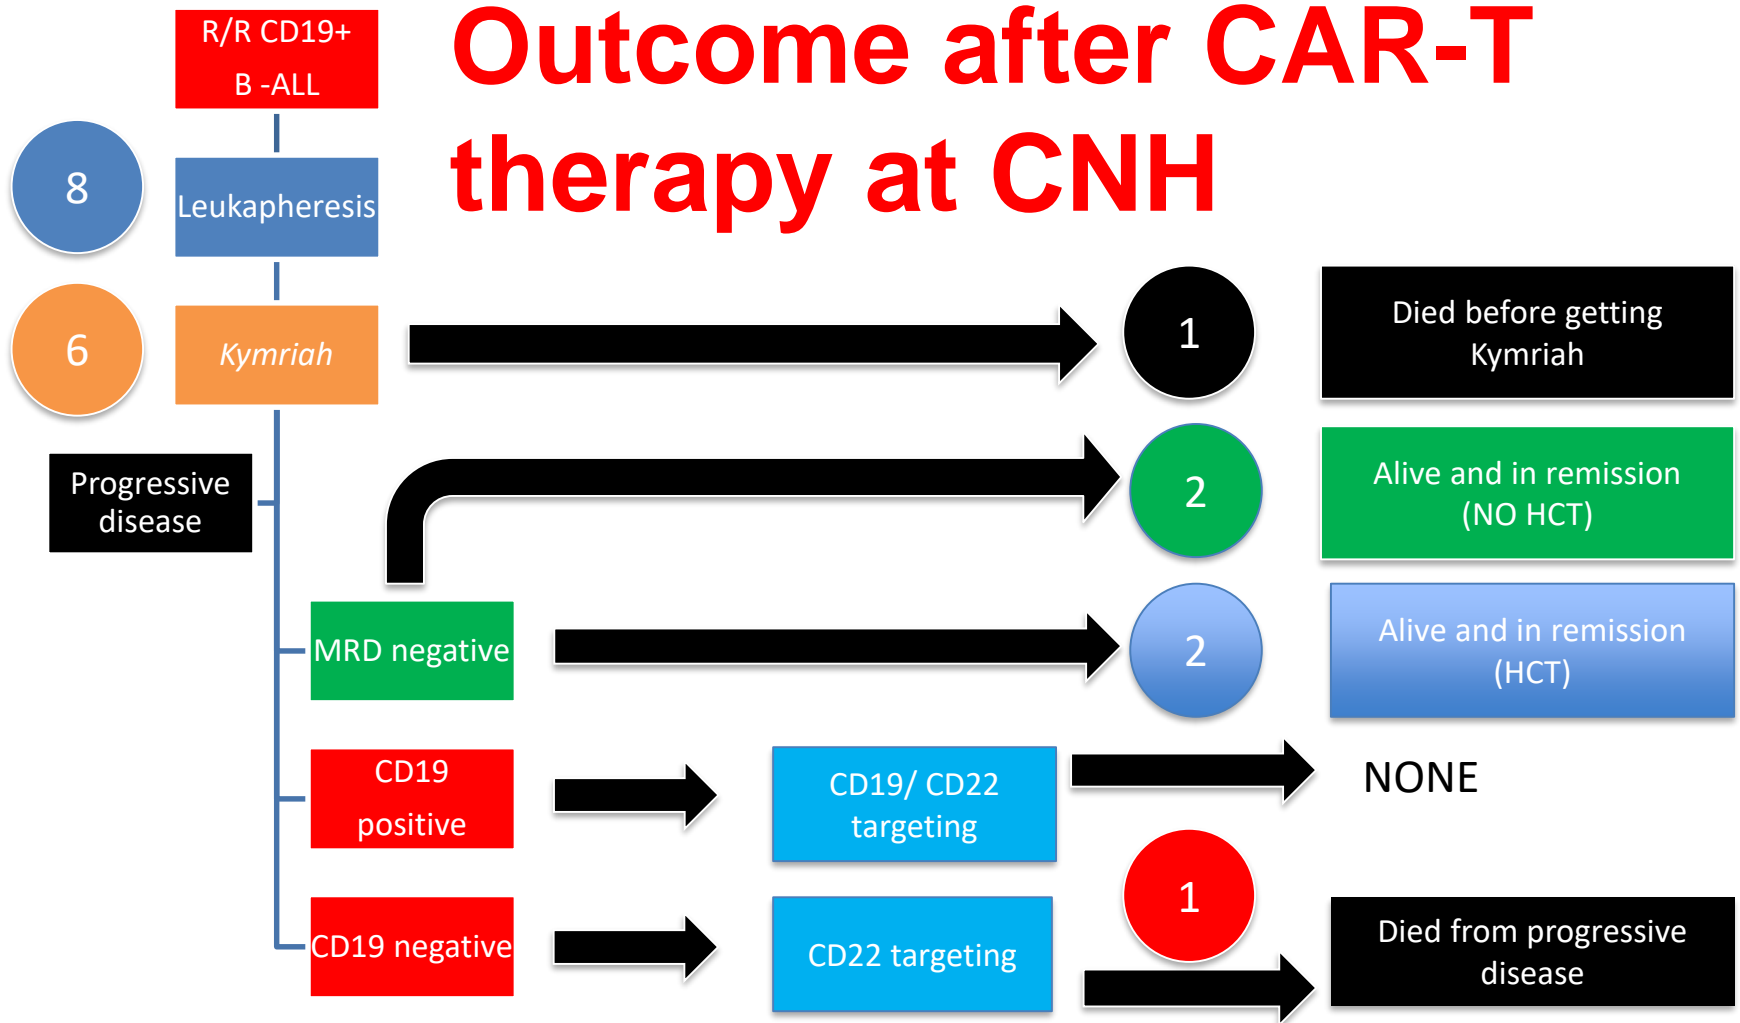 Outcome after CAR-T
therapy at CNH
R/R CD19+
B -ALL
8
Leukapheresis
6
Kymriah
1
Died before getting
Kymriah
Progressive
disease
2
Alive and in remission
(NO HCT)
MRD negative
2
Alive and in remission
(HCT)
CD19
positive
CD19/ CD22
targeting
NONE
CD19 negative
CD22 targeting
1
Died from progressive
disease